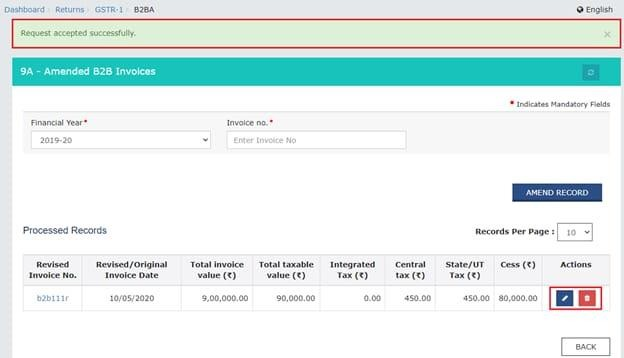 Dashboard › Returns › GSTR-1 › B2BA
English
Request accepted successfully.
×
9A - Amended B2B Invoices
* Indicates Mandatory Fields
Financial Year*
Invoice no.*
2019-20
Enter Invoice No
AMEND RECORD
Processed Records
Records Per Page :
10
Revised Invoice No.
Revised/Original Invoice Date
Total invoice value (₹)
Total taxable value (₹)
Integrated Tax (₹)
Central tax (₹)
State/UT Tax (₹)
Cess (₹)
Actions
b2b111r
10/05/2020
9,00,000.00
90,000.00
0.00
450.00
450.00
80,000.00
BACK